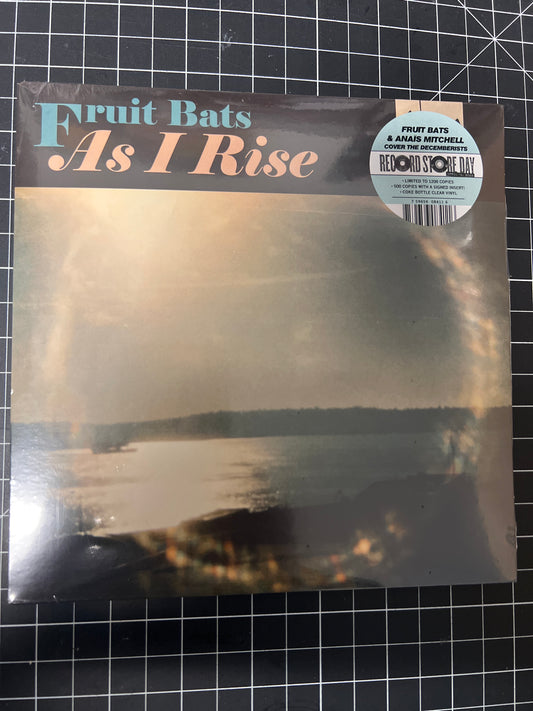 Fruit Bats
As I Rise
FRUIT BATS
& ANAÏS MITCHELL
COVER THE DECEMBERISTS
RECORD STORE DAY
• LIMITED TO 1200 COPIES
• 500 COPIES WITH A SIGNED INSERT!
• COKE BOTTLE CLEAR VINYL